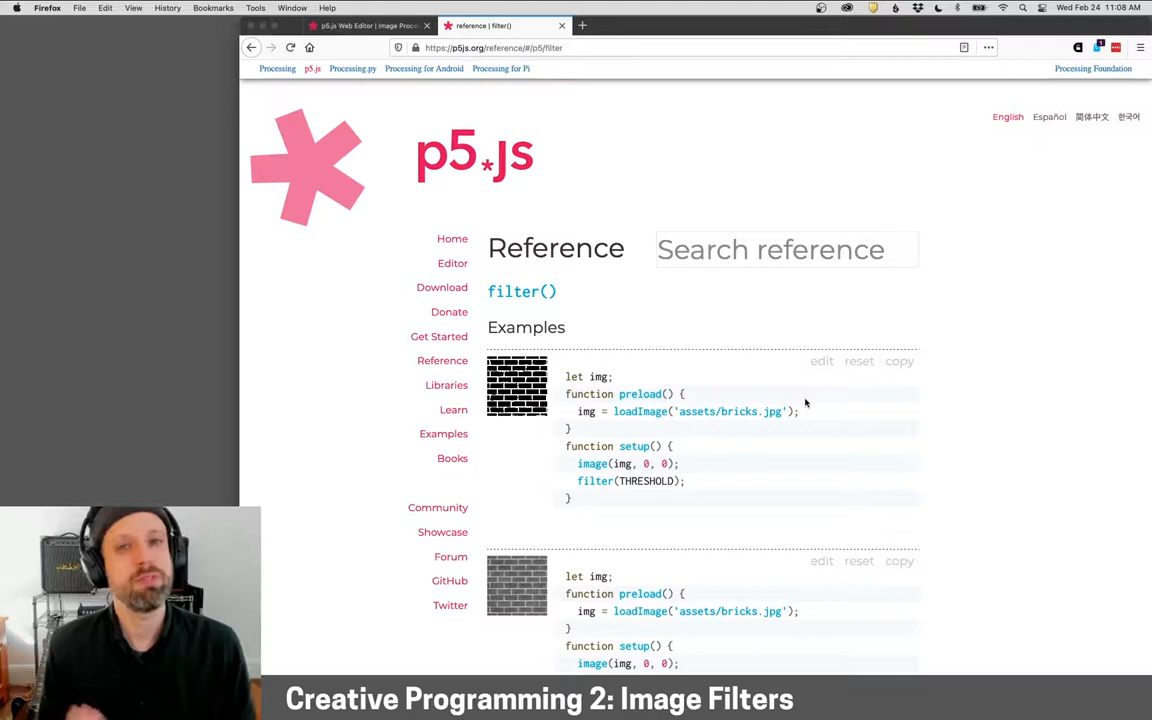 Firefox File Edit View History Bookmarks Tools Window Help
Wed Feb 24 11:08 AM
p5.js Web Editor | Image Proc
reference | filter()
https://p5js.org/reference/#/p5/filter
Processing p5.js Processing.py Processing for Android Processing for Pi
Processing Foundation
English Español 简体中文 한국어
p5*js
Home
Editor
Download
Donate
Get Started
Reference
Libraries
Learn
Examples
Books
Community
Showcase
Forum
GitHub
Twitter
Reference
Search reference
filter()
Examples
edit reset copy
let img;
function preload() {
img = loadImage('assets/bricks.jpg');
}
function setup() {
image(img, 0, 0);
filter(THRESHOLD);
}
edit reset copy
let img;
function preload() {
img = loadImage('assets/bricks.jpg');
}
function setup() {
image(img, 0, 0);
Creative Programming 2: Image Filters